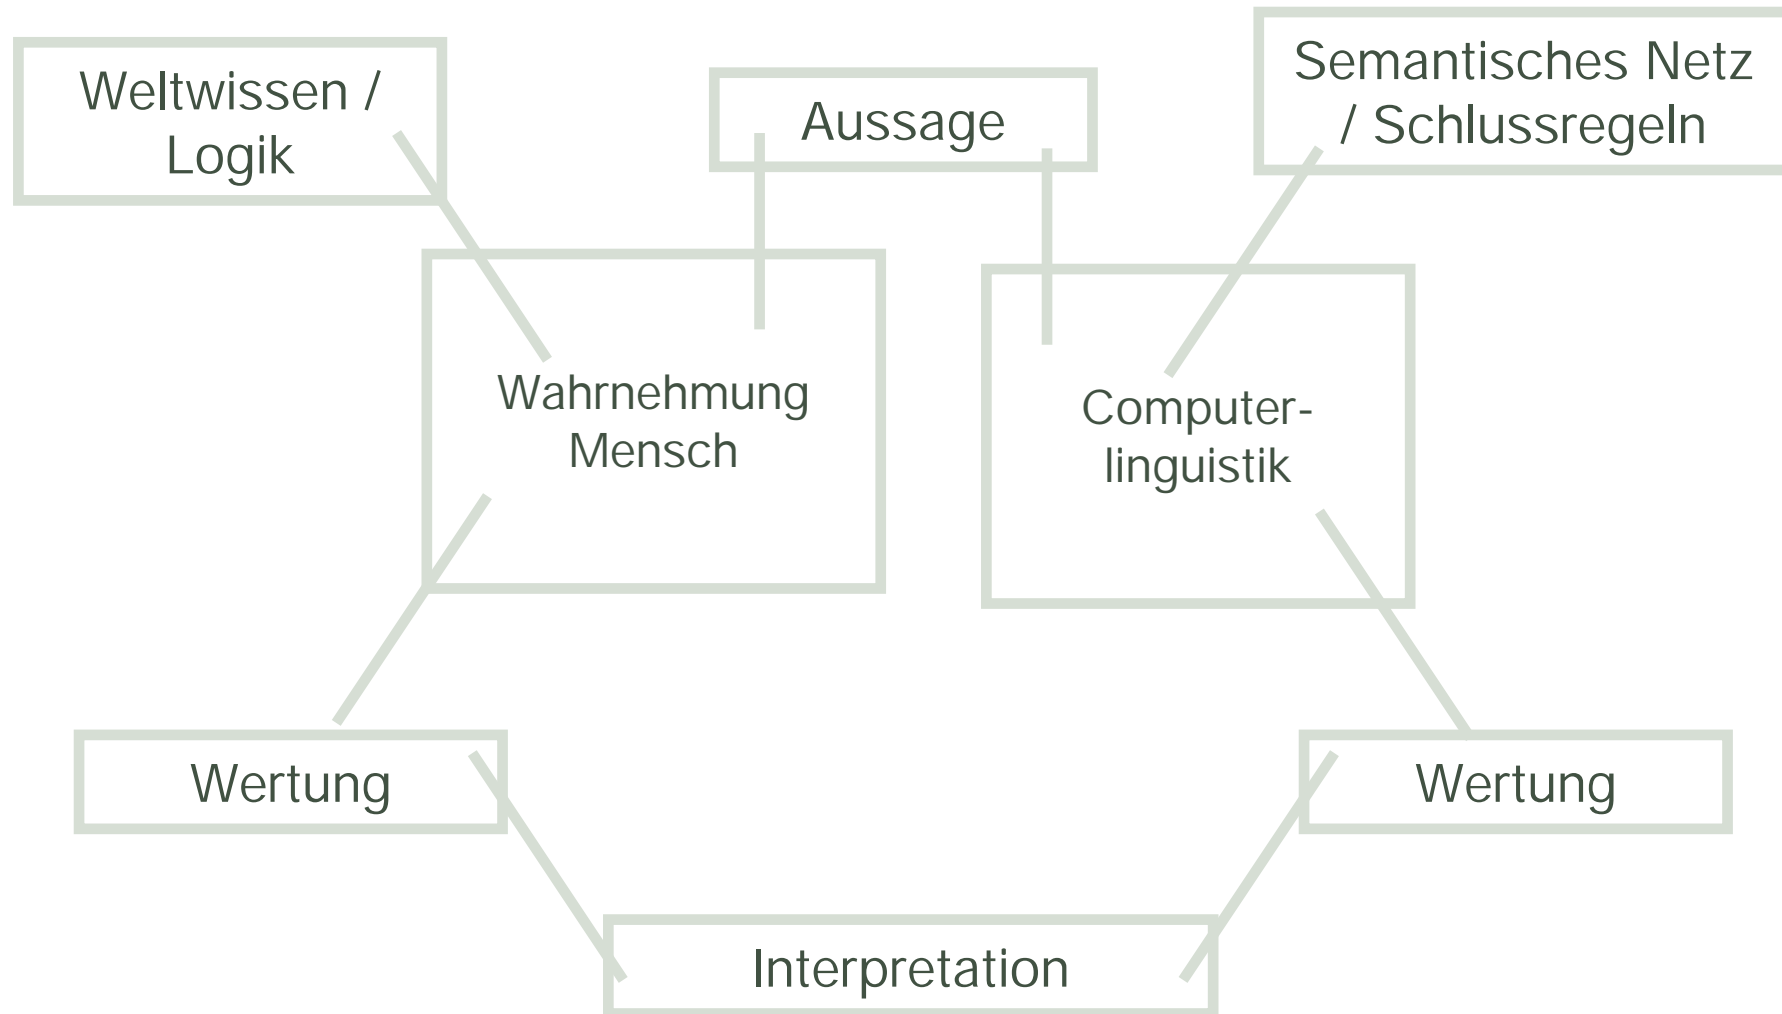 Weltwissen /
Logik
Aussage
Semantisches Netz
/ Schlussregeln
Wahrnehmung
Mensch
Computer-
linguistik
Wertung
Wertung
Interpretation